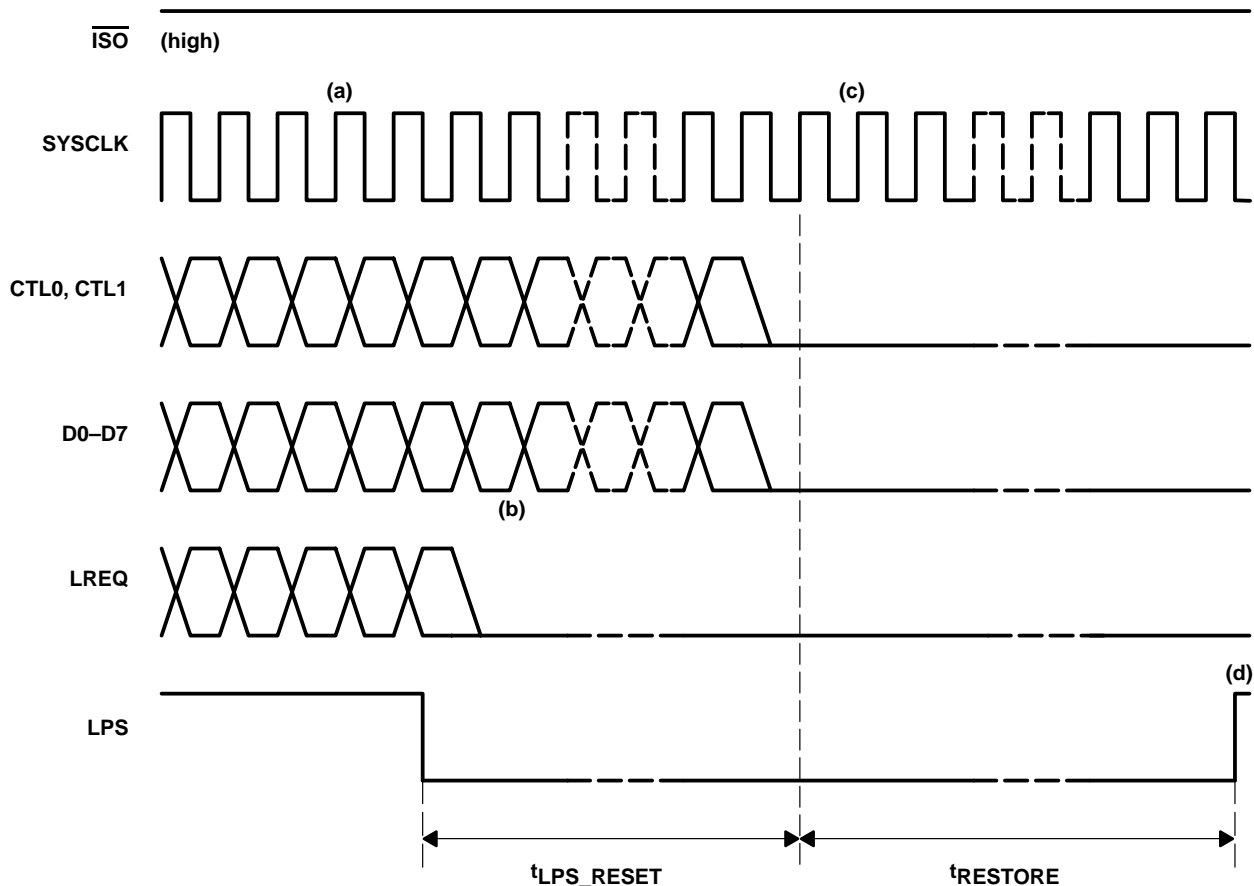 ISO (high)
(a) (c)
SYSCLK
CTL0, CTL1
D0–D7
(b)
LREQ
(d)
LPS
tLPS_RESET tRESTORE